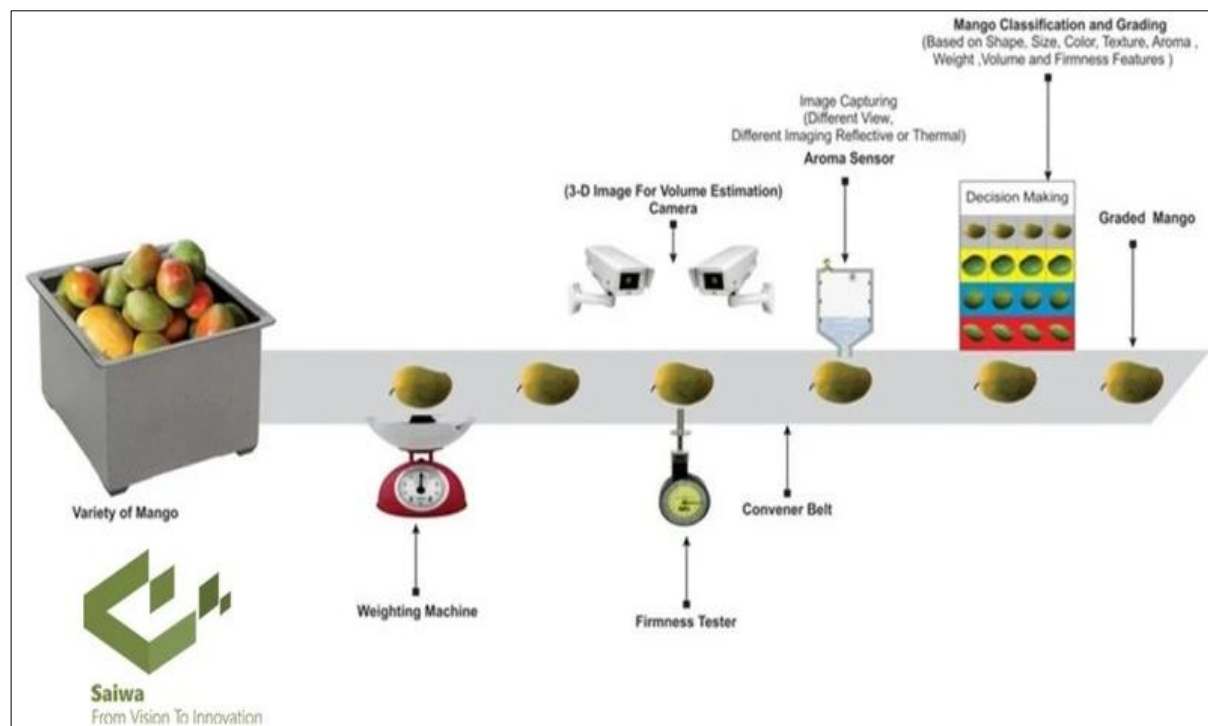 Mango Classification and Grading
(Based on Shape, Size, Color, Texture, Aroma ,
Weight ,Volume and Firmness Features )
Image Capturing
(Different View,
Different Imaging Reflective or Thermal)
Aroma Sensor
(3-D Image For Volume Estimation)
Camera
Decision Making
Graded Mango
Variety of Mango
Convener Belt
Weighting Machine
Firmness Tester
Saiwa
From Vision To Innovation